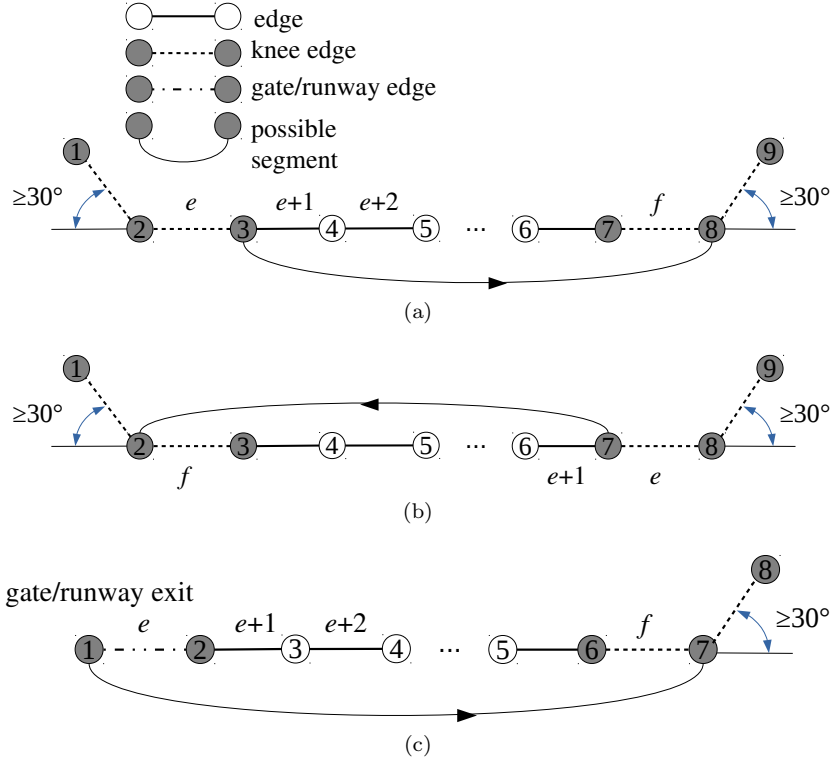 edge
knee edge
gate/runway edge
possible
segment
1
9
≥30°
e
e+1
e+2
f
≥30°
2
3
4
5
...
6
7
8
(a)
1
9
≥30°
≥30°
2
3
4
5
...
6
7
8
f
e+1
e
(b)
8
gate/runway exit
e
e+1
e+2
f
≥30°
1
2
3
4
...
5
6
7
(c)